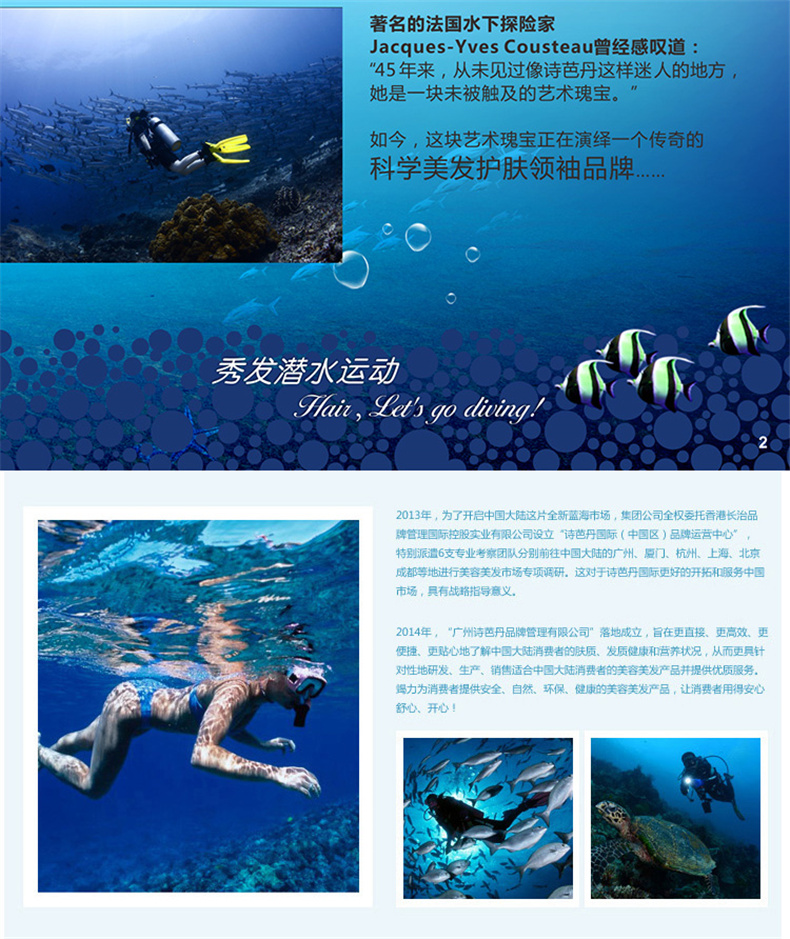 著名的法国水下探险家
Jacques-Yves Cousteau曾经感叹道：
“45年来，从未见过像诗芭丹这样迷人的地方，
她是一块未被触及的艺术瑰宝。”
如今，这块艺术瑰宝正在演绎一个传奇的
科学美发护肤领袖品牌......
秀发潜水运动
Hair , Let's go diving!
2
2013年，为了开启中国大陆这片全新蓝海市场，集团公司全权委托香港长治品
牌管理国际控股实业有限公司设立“诗芭丹国际（中国区）品牌运营中心”，
特别派遣6支专业考察团队分别前往中国大陆的广州、厦门、杭州、上海、北京
成都等地进行美容美发市场专项调研。这对于诗芭丹国际更好的开拓和服务中国
市场，具有战略指导意义。
2014年，“广州诗芭丹品牌管理有限公司”落地成立，旨在更直接、更高效、更
便捷、更贴心地了解中国大陆消费者的肤质、发质健康和营养状况，从而更具针
对性地研发、生产、销售适合中国大陆消费者的美容美发产品并提供优质服务。
竭力为消费者提供安全、自然、环保、健康的美容美发产品，让消费者用得安心
舒心、开心！